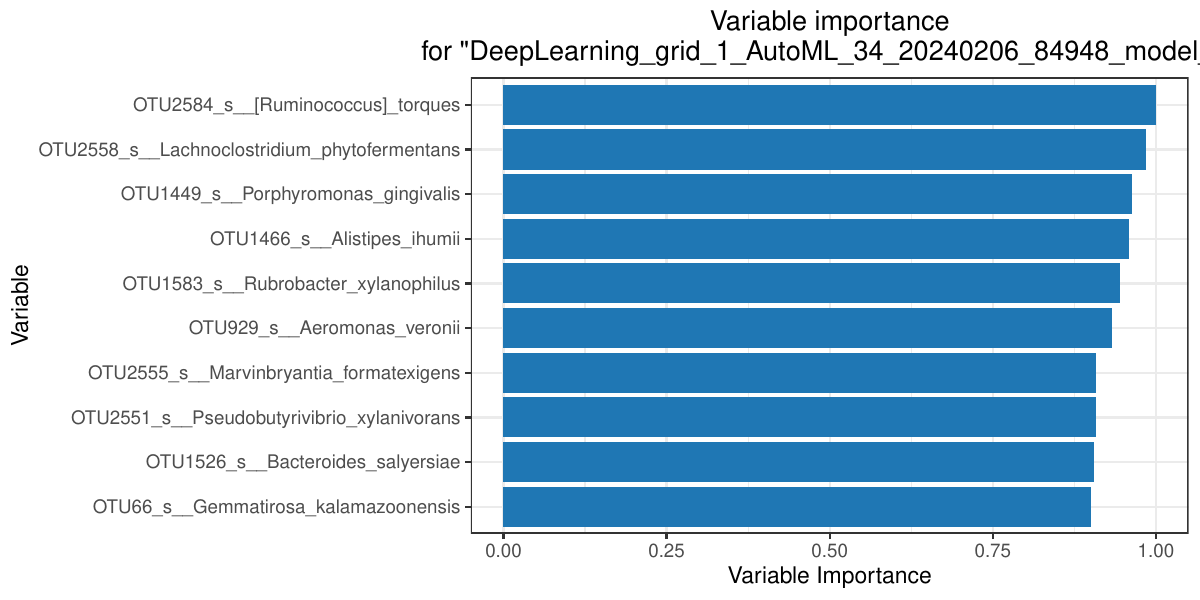 Variable importance
for "DeepLearning_grid_1_AutoML_34_20240206_84948_model_
OTU2584_s__[Ruminococcus]_torques
OTU2558_s__Lachnoclostridium_phytofermentans
OTU1449_s__Porphyromonas_gingivalis
OTU1466_s__Alistipes_ihumii
OTU1583_s__Rubrobacter_xylanophilus
OTU929_s__Aeromonas_veronii
OTU2555_s__Marvinbryantia_formatexigens
OTU2551_s__Pseudobutyrivibrio_xylanivorans
OTU1526_s__Bacteroides_salyersiae
OTU66_s__Gemmatirosa_kalamazoonensis
Variable
0.00 0.25 0.50 0.75 1.00
Variable Importance